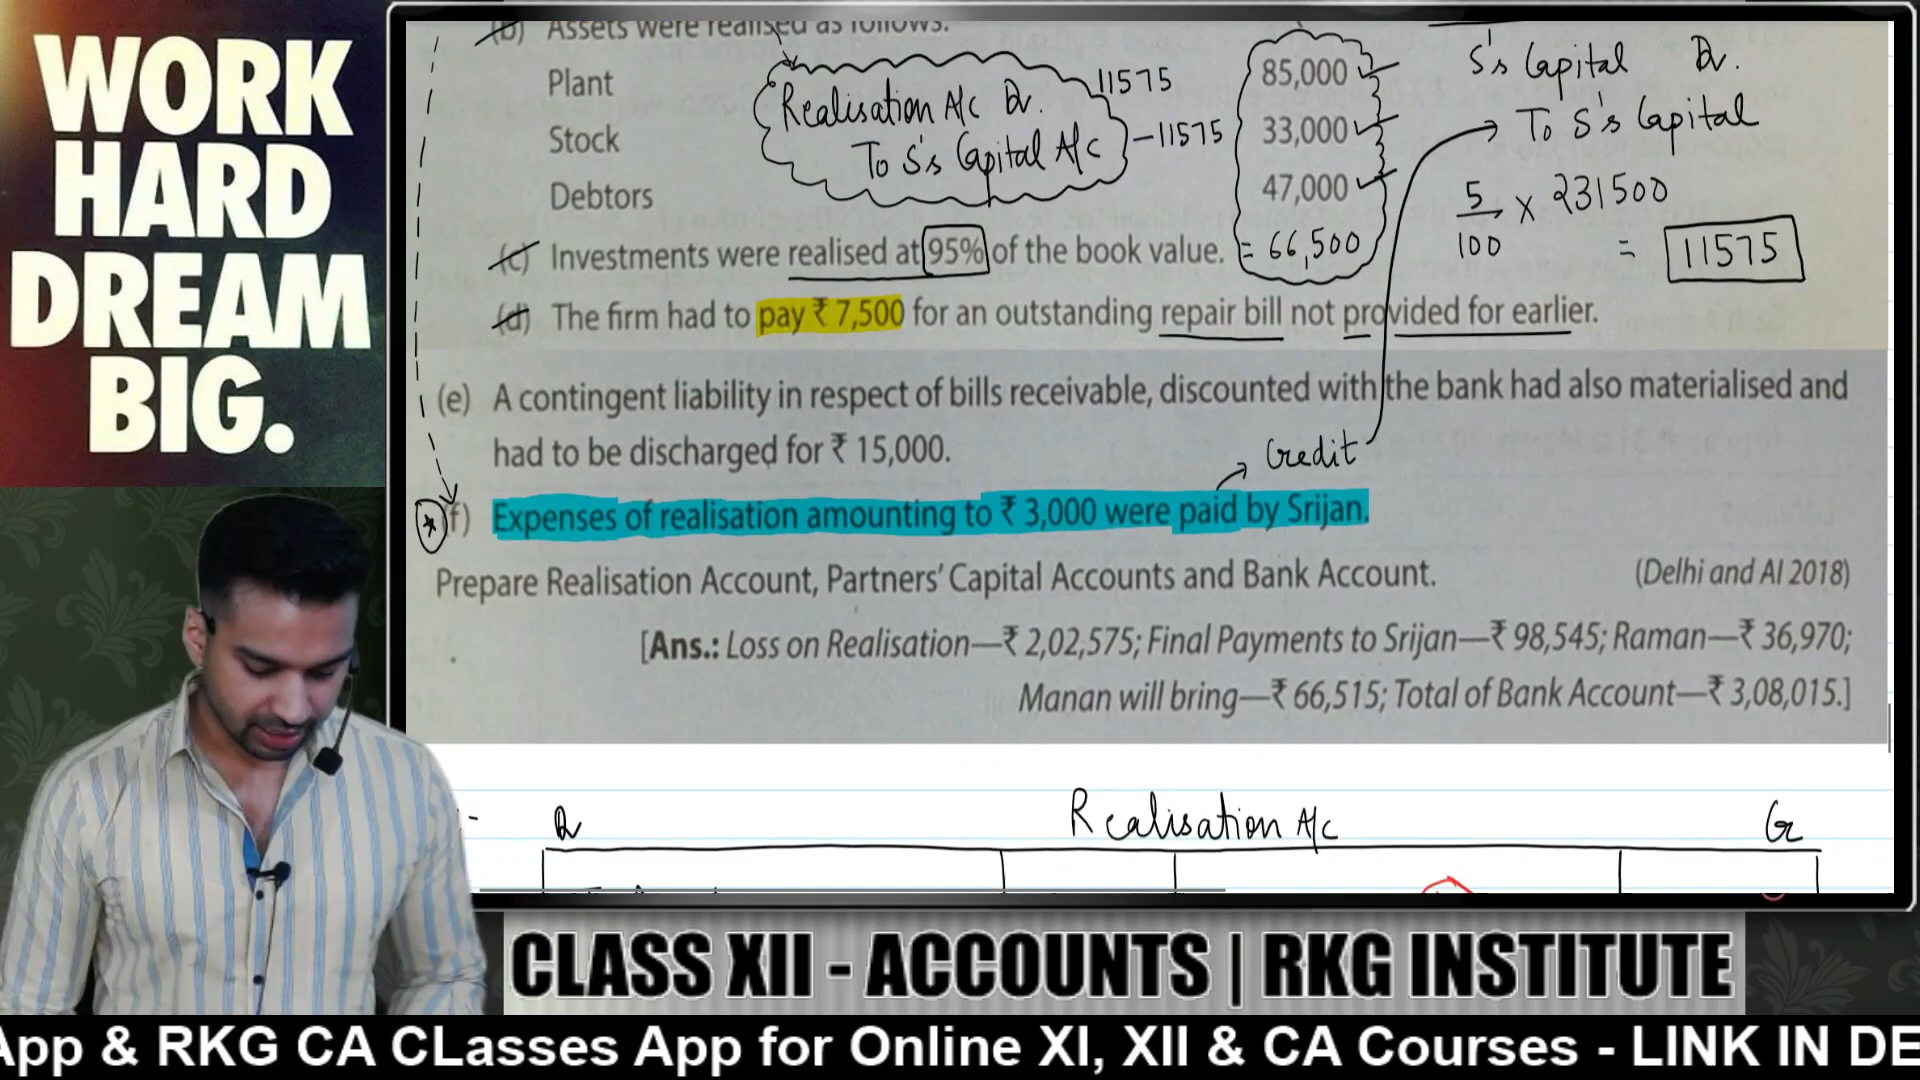 WORK
HARD
DREAM
BIG.
(b) Assets were realised as follows:
Plant 85,000
Stock 33,000
Debtors 47,000
Realisation A/c Dr. 11575
To S's Capital A/c – 11575
S's Capital Dr.
To S's Capital
5/100 × 231500
= 11575
(c) Investments were realised at 95% of the book value. = 66,500
(d) The firm had to pay ₹ 7,500 for an outstanding repair bill not provided for earlier.
(e) A contingent liability in respect of bills receivable, discounted with the bank had also materialised and
had to be discharged for ₹ 15,000.
Credit
(f) Expenses of realisation amounting to ₹ 3,000 were paid by Srijan.
Prepare Realisation Account, Partners' Capital Accounts and Bank Account. (Delhi and AI 2018)
[Ans.: Loss on Realisation—₹ 2,02,575; Final Payments to Srijan—₹ 98,545; Raman—₹ 36,970;
Manan will bring—₹ 66,515; Total of Bank Account—₹ 3,08,015.]
Dr Realisation A/c Cr
CLASS XII - ACCOUNTS | RKG INSTITUTE
App & RKG CA CLasses App for Online XI, XII & CA Courses - LINK IN DE